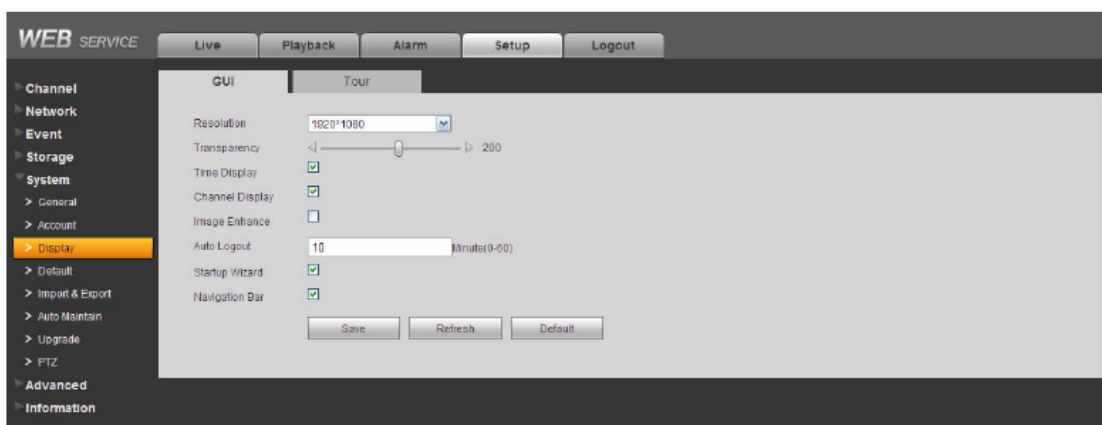 WEB SERVICE
Live Playback Alarm Setup Logout
Channel
Network
Event
Storage
System
> General
> Account
> Display
> Default
> Import & Export
> Auto Maintain
> Upgrade
> PTZ
Advanced
Information
GUI Tour
Resolution 1920*1080
Transparency 200
Time Display
Channel Display
Image Enhance
Auto Logout 10 Minute(0-60)
Startup Wizard
Navigation Bar
Save Refresh Default